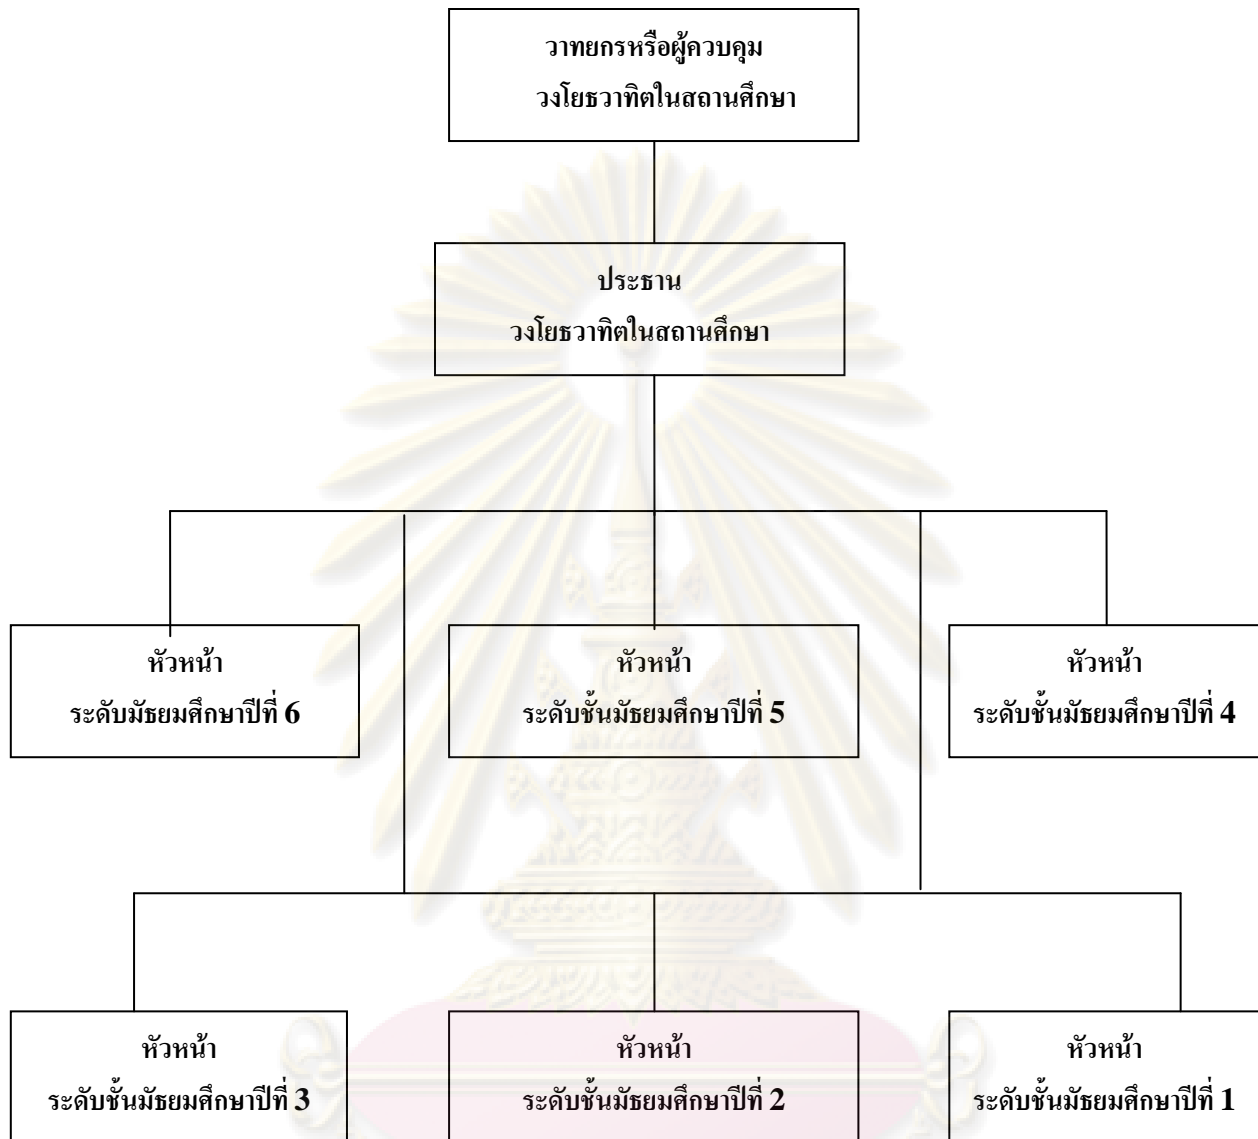 วาทยกรหรือผู้ควบคุม
วงโยธวาทิตในสถานศึกษา
ประธาน
วงโยธวาทิตในสถานศึกษา
หัวหน้า
ระดับมัธยมศึกษาปีที่ 6
หัวหน้า
ระดับชั้นมัธยมศึกษาปีที่ 5
หัวหน้า
ระดับชั้นมัธยมศึกษาปีที่ 4
หัวหน้า
ระดับชั้นมัธยมศึกษาปีที่ 3
หัวหน้า
ระดับชั้นมัธยมศึกษาปีที่ 2
หัวหน้า
ระดับชั้นมัธยมศึกษาปีที่ 1